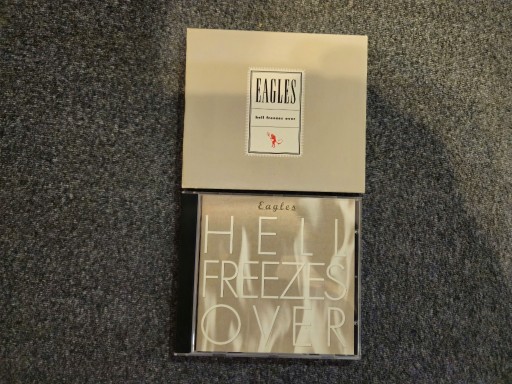 EAGLES
hell freezes over
Eagles
HELL
FREEZES
OVER